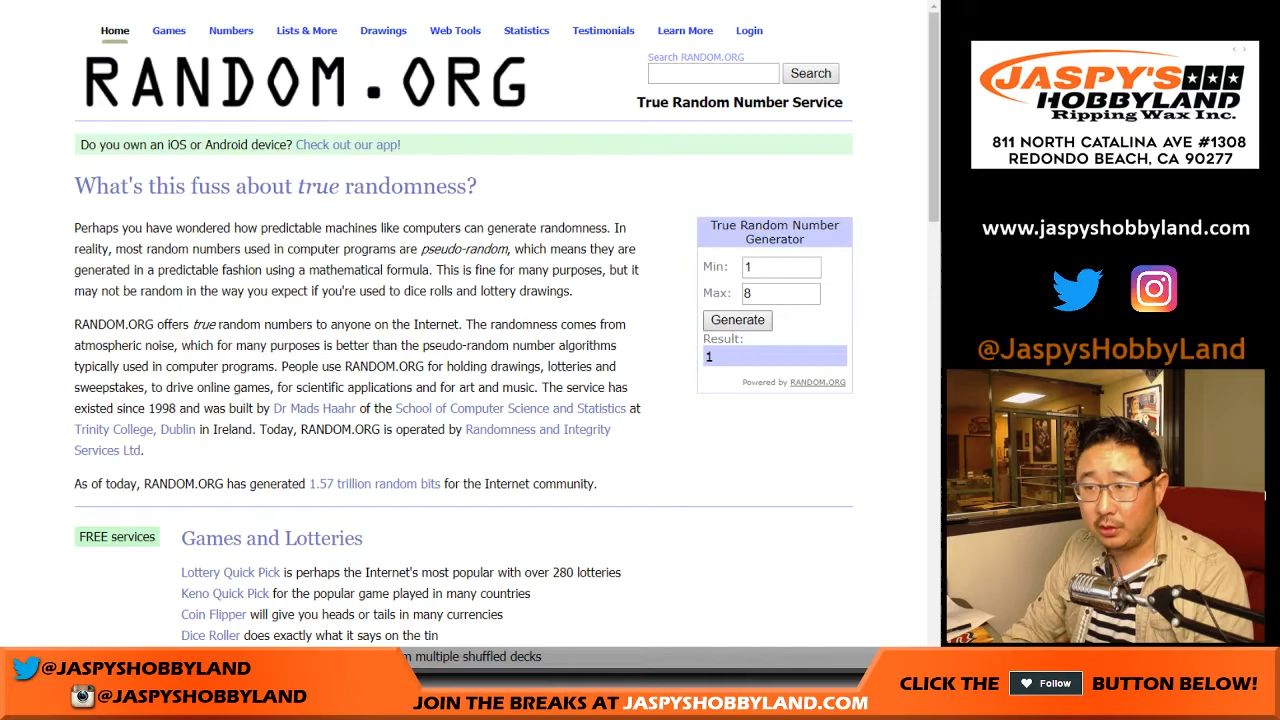 Home Games Numbers Lists & More Drawings Web Tools Statistics Testimonials Learn More Login
RANDOM.ORG
Search RANDOM.ORG
Search
True Random Number Service
Do you own an iOS or Android device? Check out our app!
What's this fuss about true randomness?
Perhaps you have wondered how predictable machines like computers can generate randomness. In
reality, most random numbers used in computer programs are pseudo-random, which means they are
generated in a predictable fashion using a mathematical formula. This is fine for many purposes, but it
may not be random in the way you expect if you're used to dice rolls and lottery drawings.
RANDOM.ORG offers true random numbers to anyone on the Internet. The randomness comes from
atmospheric noise, which for many purposes is better than the pseudo-random number algorithms
typically used in computer programs. People use RANDOM.ORG for holding drawings, lotteries and
sweepstakes, to drive online games, for scientific applications and for art and music. The service has
existed since 1998 and was built by Dr Mads Haahr of the School of Computer Science and Statistics at
Trinity College, Dublin in Ireland. Today, RANDOM.ORG is operated by Randomness and Integrity
Services Ltd.
As of today, RANDOM.ORG has generated 1.57 trillion random bits for the Internet community.
True Random Number
Generator
Min: 1
Max: 8
Generate
Result:
1
Powered by RANDOM.ORG
FREE services
Games and Lotteries
Lottery Quick Pick is perhaps the Internet's most popular with over 280 lotteries
Keno Quick Pick for the popular game played in many countries
Coin Flipper will give you heads or tails in many currencies
Dice Roller does exactly what it says on the tin
multiple shuffled decks
JASPY'S
HOBBYLAND
Ripping Wax Inc.
811 NORTH CATALINA AVE #1308
REDONDO BEACH, CA 90277
www.jaspyshobbyland.com
@JaspysHobbyLand
@JASPYSHOBBYLAND
@JASPYSHOBBYLAND
JOIN THE BREAKS AT JASPYSHOBBYLAND.COM
CLICK THE Follow BUTTON BELOW!